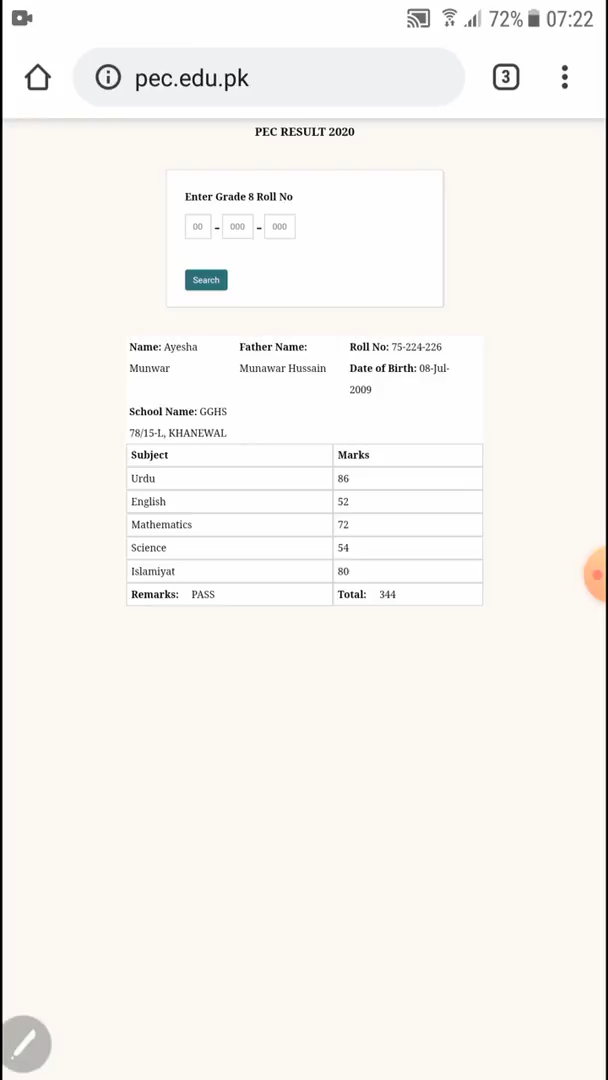 72% 07:22
pec.edu.pk 3
PEC RESULT 2020
Enter Grade 8 Roll No
00 - 000 - 000
Search
Name: Ayesha Father Name: Roll No: 75-224-226
Munwar Munawar Hussain Date of Birth: 08-Jul-
2009
School Name: GGHS
78/15-L, KHANEWAL
Subject Marks
Urdu 86
English 52
Mathematics 72
Science 54
Islamiyat 80
Remarks: PASS Total: 344